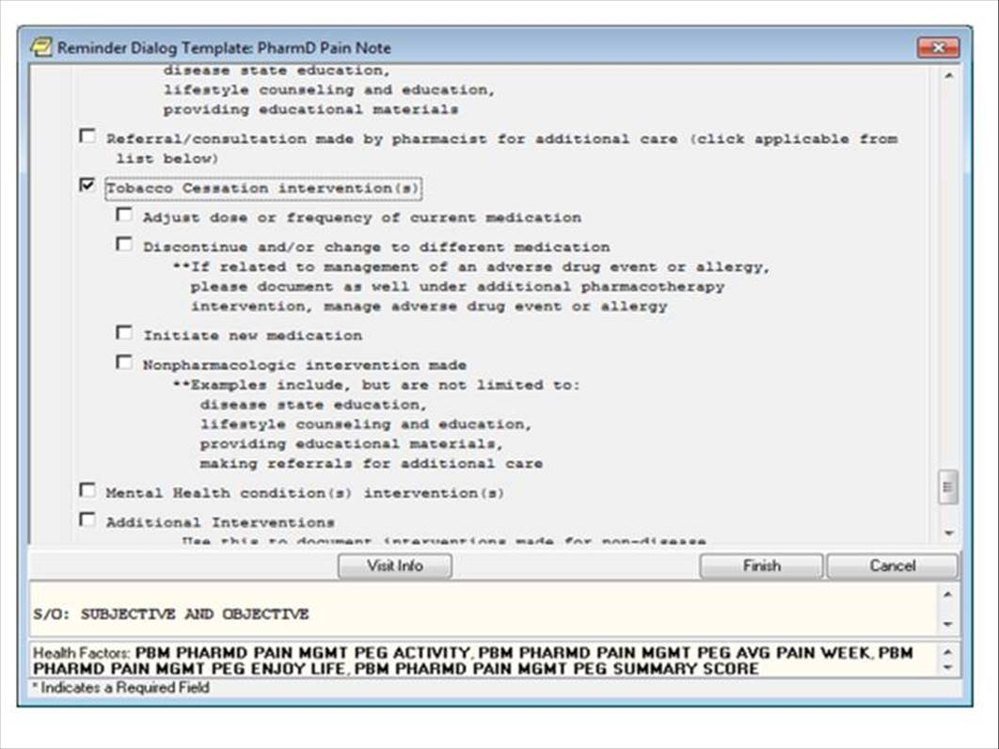 Reminder Dialog Template: PharmD Pain Note
disease state education,
lifestyle counseling and education,
providing educational materials
Referral/consultation made by pharmacist for additional care (click applicable from
list below)
Tobacco Cessation intervention(s)
Adjust dose or frequency of current medication
Discontinue and/or change to different medication
**If related to management of an adverse drug event or allergy,
please document as well under additional pharmacotherapy
intervention, manage adverse drug event or allergy
Initiate new medication
Nonpharmacologic intervention made
**Examples include, but are not limited to:
disease state education,
lifestyle counseling and education,
providing educational materials,
making referrals for additional care
Mental Health condition(s) intervention(s)
Additional Interventions
Use this to document interventions made for non-disease
Visit Info
Finish
Cancel
S/O: SUBJECTIVE AND OBJECTIVE
Health Factors: PBM PHARMD PAIN MGMT PEG ACTIVITY, PBM PHARMD PAIN MGMT PEG AVG PAIN WEEK, PBM
PHARMD PAIN MGMT PEG ENJOY LIFE, PBM PHARMD PAIN MGMT PEG SUMMARY SCORE
* Indicates a Required Field